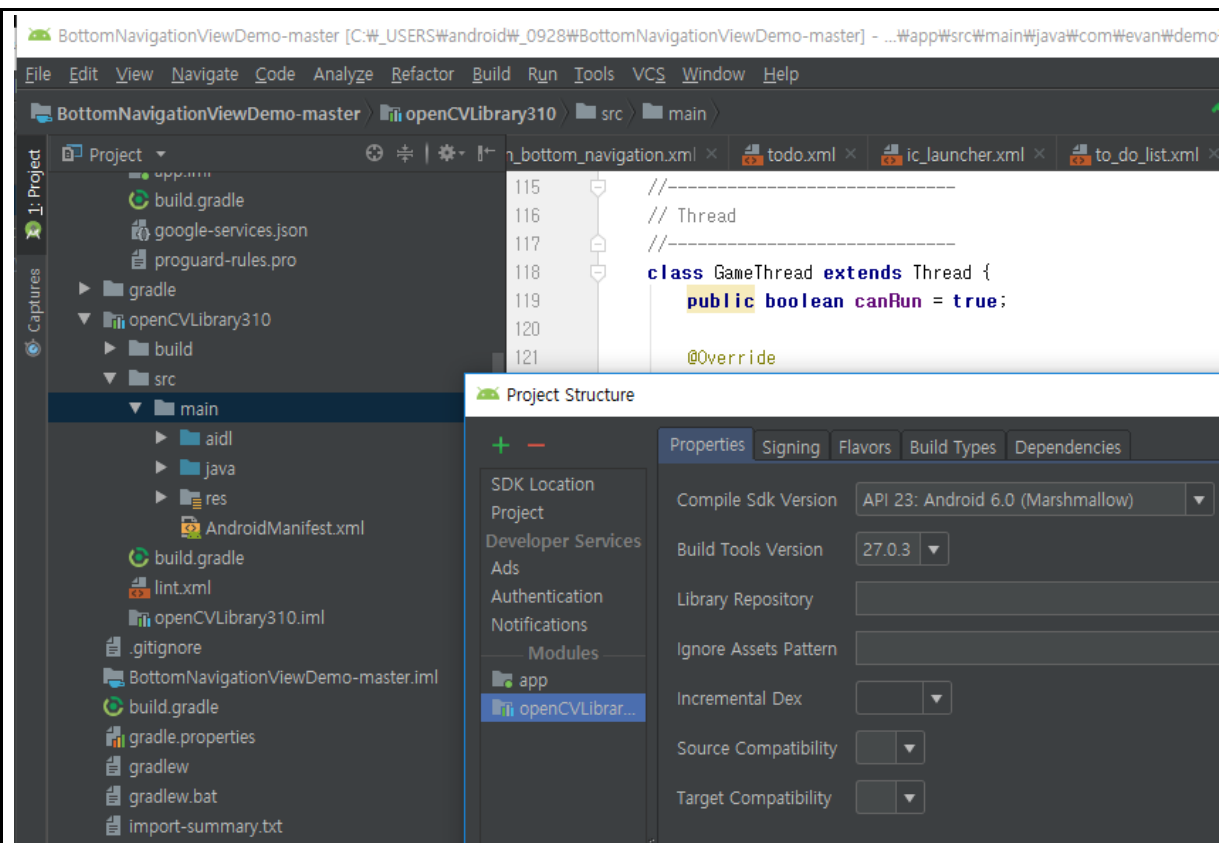 BottomNavigationViewDemo-master [C:₩_USERS₩android₩_0928₩BottomNavigationViewDemo-master] - ...₩app₩src₩main₩java₩com₩evan₩demo
File Edit View Navigate Code Analyze Refactor Build Run Tools VCS Window Help
BottomNavigationViewDemo-master openCVLibrary310 src main
1: Project
Captures
Project
app.iml
build.gradle
google-services.json
proguard-rules.pro
gradle
openCVLibrary310
build
src
main
aidl
java
res
AndroidManifest.xml
build.gradle
lint.xml
openCVLibrary310.iml
.gitignore
BottomNavigationViewDemo-master.iml
build.gradle
gradle.properties
gradlew
gradlew.bat
import-summary.txt
n_bottom_navigation.xml todo.xml ic_launcher.xml to_do_list.xml
115 //-----------------------------
116 // Thread
117 //-----------------------------
118 class GameThread extends Thread {
119 public boolean canRun = true;
120
121 @Override
Project Structure
SDK Location
Project
Developer Services
Ads
Authentication
Notifications
Modules
app
openCVLibrar...
Properties Signing Flavors Build Types Dependencies
Compile Sdk Version API 23: Android 6.0 (Marshmallow)
Build Tools Version 27.0.3
Library Repository
Ignore Assets Pattern
Incremental Dex
Source Compatibility
Target Compatibility